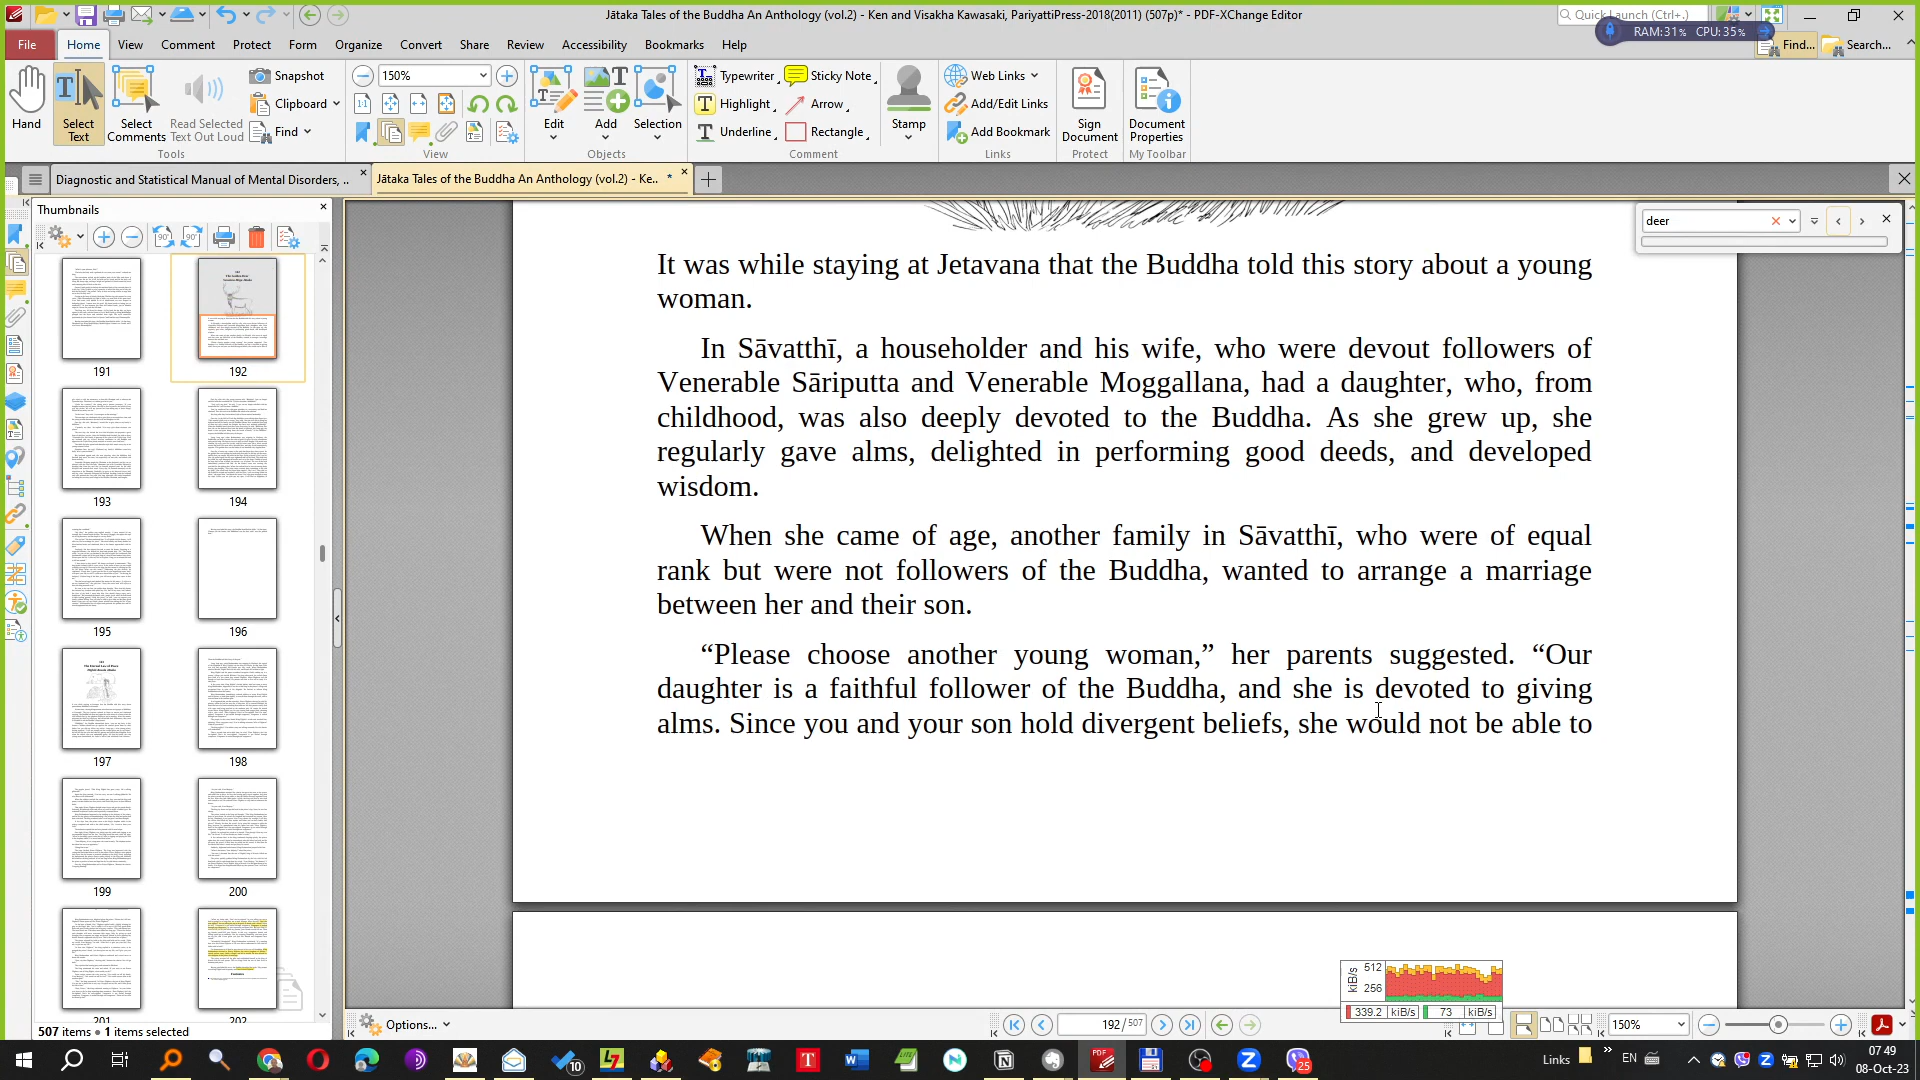 Jātaka Tales of the Buddha An Anthology (vol.2) - Ken and Visakha Kawasaki, PariyattiPress-2018(2011) (507p)* - PDF-XChange Editor
Quick Launch (Ctrl+.)
RAM:31% CPU:35%
File Home View Comment Protect Form Organize Convert Share Review Accessibility Bookmarks Help
Find... Search...
Hand
Select Text
Select Comments
Read Selected Text Out Loud
Snapshot
Clipboard
Find
Tools
150%
View
Edit
Add
Selection
Objects
Typewriter
Sticky Note
Highlight
Arrow
Underline
Rectangle
Stamp
Comment
Web Links
Add/Edit Links
Add Bookmark
Links
Sign Document
Protect
Document Properties
My Toolbar
Diagnostic and Statistical Manual of Mental Disorders, ..
Jātaka Tales of the Buddha An Anthology (vol.2) - Ke.. *
Thumbnails
deer
191
192
193
194
195
196
197
198
199
200
201
202
507 items • 1 items selected
It was while staying at Jetavana that the Buddha told this story about a young
woman.
In Sāvatthī, a householder and his wife, who were devout followers of
Venerable Sāriputta and Venerable Moggallana, had a daughter, who, from
childhood, was also deeply devoted to the Buddha. As she grew up, she
regularly gave alms, delighted in performing good deeds, and developed
wisdom.
When she came of age, another family in Sāvatthī, who were of equal
rank but were not followers of the Buddha, wanted to arrange a marriage
between her and their son.
“Please choose another young woman,” her parents suggested. “Our
daughter is a faithful follower of the Buddha, and she is devoted to giving
alms. Since you and your son hold divergent beliefs, she would not be able to
kiB/s
512
256
339.2 kiB/s 73 kiB/s
Options...
192 / 507
150%
Links
EN
07 49
08-Oct-23
10
25